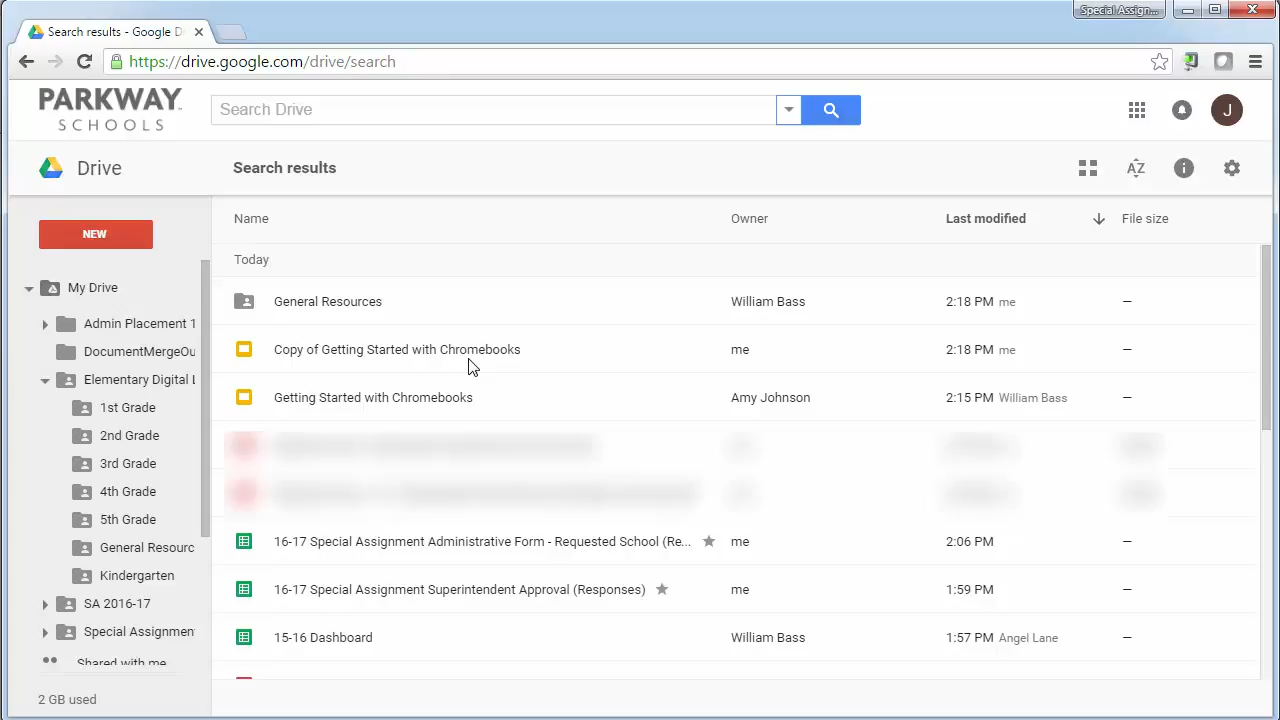 Special Assign...
Search results - Google D
https://drive.google.com/drive/search
PARKWAY
SCHOOLS
Search Drive
J
Drive
Search results
AZ
NEW
My Drive
Admin Placement 1
DocumentMergeOu
Elementary Digital L
1st Grade
2nd Grade
3rd Grade
4th Grade
5th Grade
General Resourc
Kindergarten
SA 2016-17
Special Assignmen
Shared with me
2 GB used
Name Owner Last modified File size
Today
General Resources William Bass 2:18 PM me –
Copy of Getting Started with Chromebooks me 2:18 PM me –
Getting Started with Chromebooks Amy Johnson 2:15 PM William Bass –
16-17 Special Assignment Administrative Form - Requested School (Re... me 2:06 PM –
16-17 Special Assignment Superintendent Approval (Responses) me 1:59 PM –
15-16 Dashboard William Bass 1:57 PM Angel Lane –